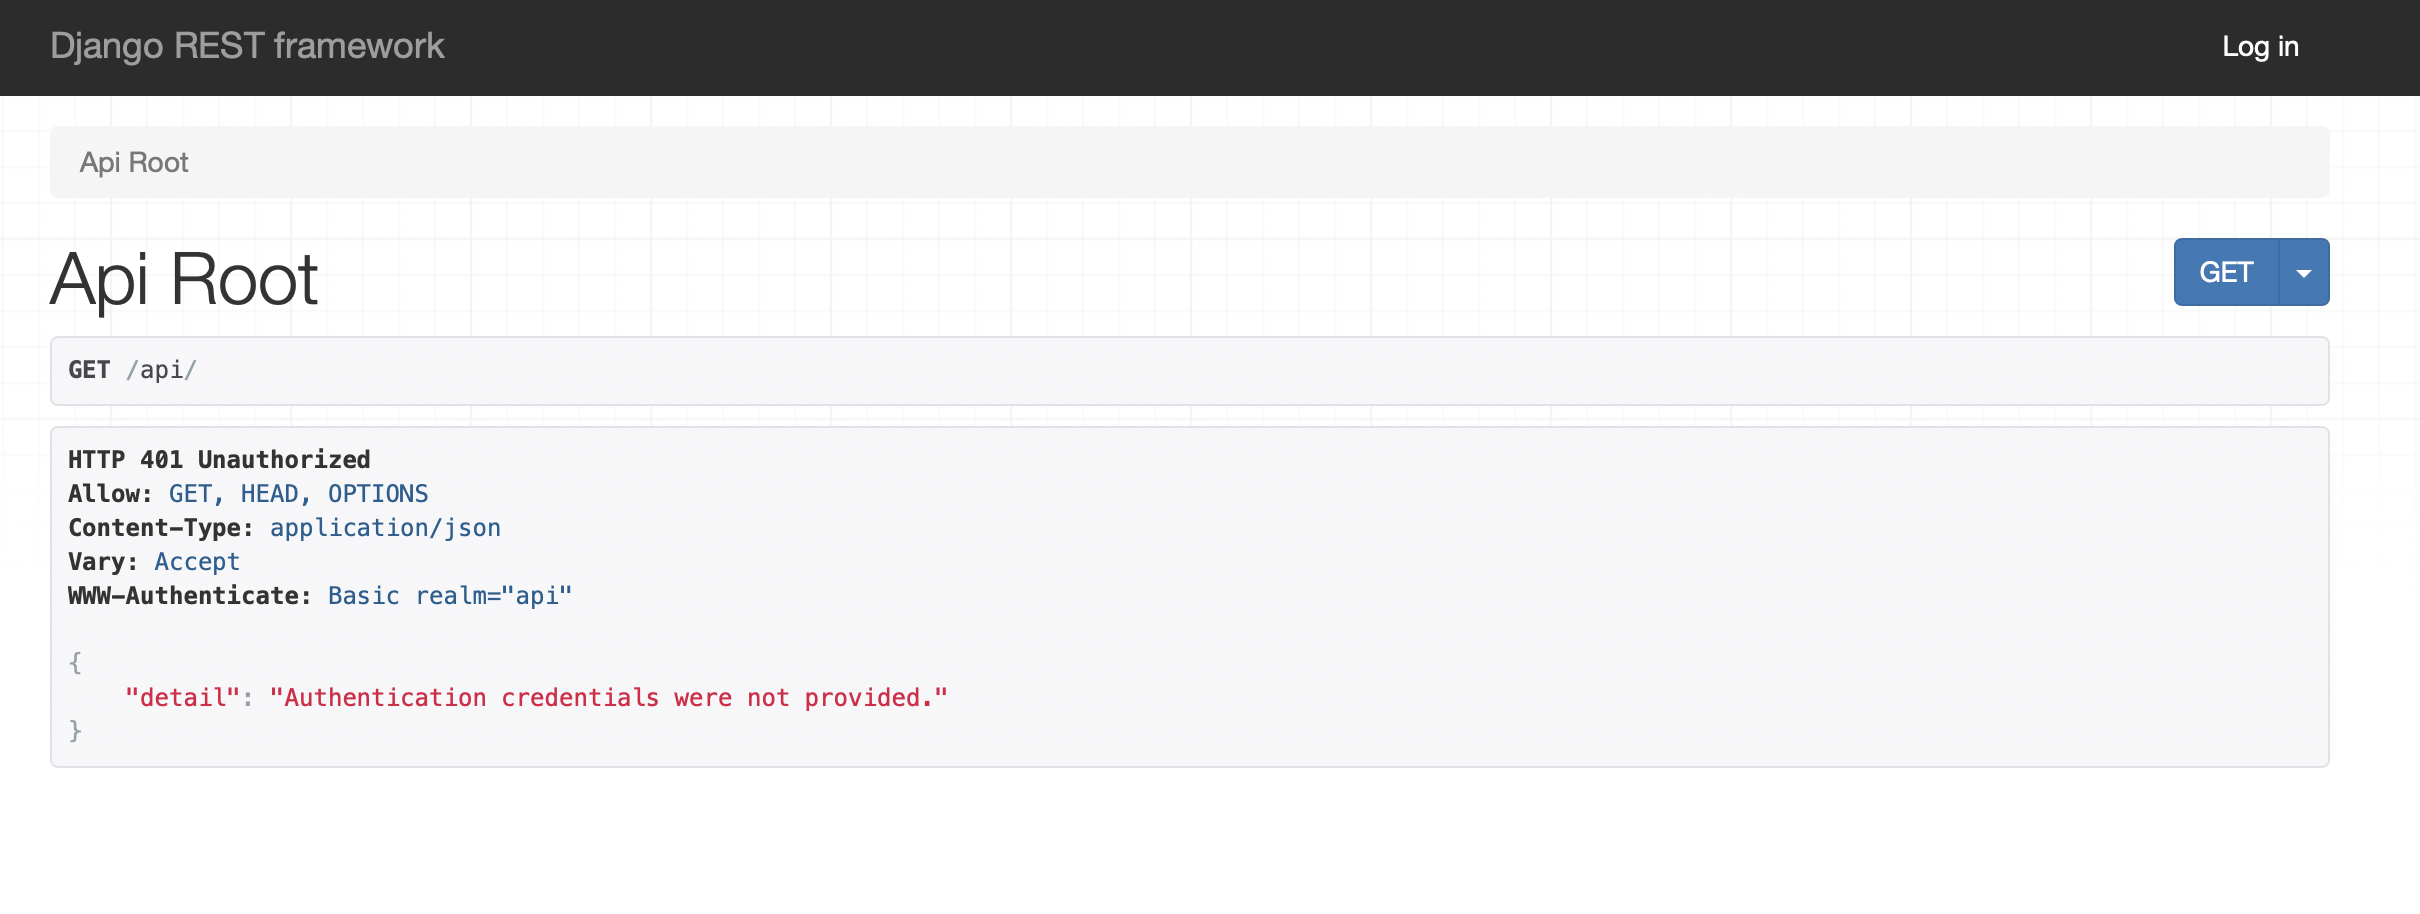 Django REST framework
Log in
Api Root
Api Root
GET
GET /api/
HTTP 401 Unauthorized
Allow: GET, HEAD, OPTIONS
Content-Type: application/json
Vary: Accept
WWW-Authenticate: Basic realm="api"
{
    "detail": "Authentication credentials were not provided."
}